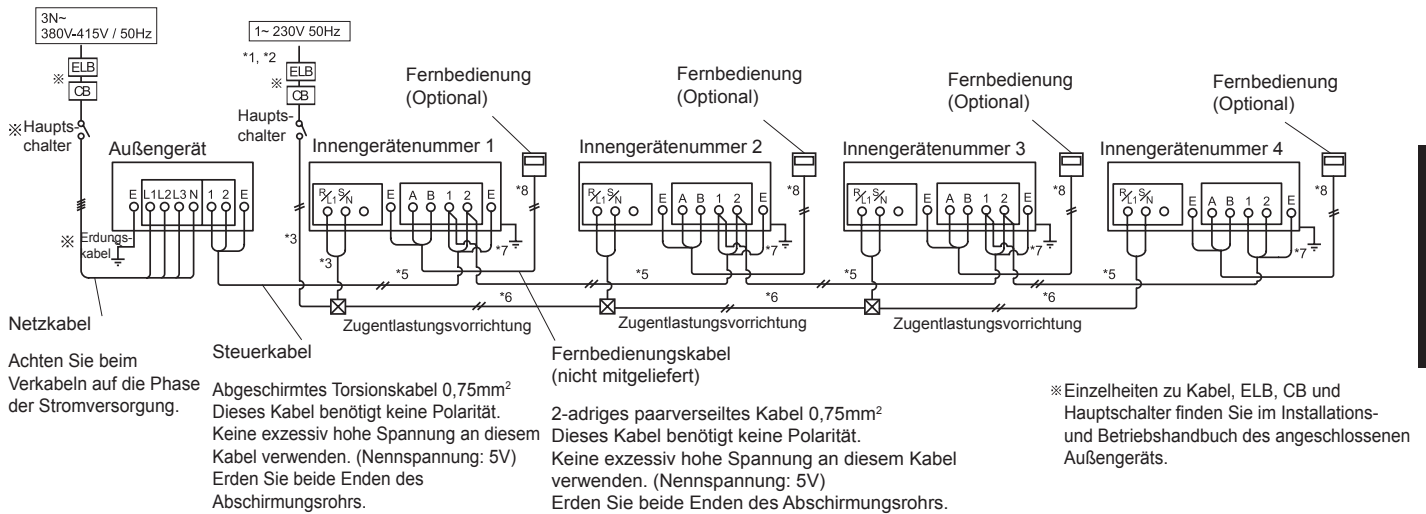 3N~
380V-415V / 50Hz
ELB
※
CB
※Haupts-
chalter
1~ 230V 50Hz
*1, *2
ELB
※
CB
Haupts-
chalter
Fernbedienung
(Optional)
Fernbedienung
(Optional)
Fernbedienung
(Optional)
Fernbedienung
(Optional)
Außengerät
E L1 L2 L3 N 1 2 E
※ Erdungs-
kabel
Innengerätenummer 1
R/L1 S/N E A B 1 2 E
*8
*7
*3
*3
Innengerätenummer 2
R/L1 S/N E A B 1 2 E
*8
*7
Innengerätenummer 3
R/L1 S/N E A B 1 2 E
*8
*7
Innengerätenummer 4
R/L1 S/N E A B 1 2 E
*8
*7
*5 *5 *5 *5
*6 *6 *6
Zugentlastungsvorrichtung
Zugentlastungsvorrichtung
Zugentlastungsvorrichtung
Netzkabel
Achten Sie beim
Verkabeln auf die Phase
der Stromversorgung.
Steuerkabel
Abgeschirmtes Torsionskabel 0,75mm²
Dieses Kabel benötigt keine Polarität.
Keine exzessiv hohe Spannung an diesem
Kabel verwenden. (Nennspannung: 5V)
Erden Sie beide Enden des
Abschirmungsrohrs.
Fernbedienungskabel
(nicht mitgeliefert)
2-adriges paarverseiltes Kabel 0,75mm²
Dieses Kabel benötigt keine Polarität.
Keine exzessiv hohe Spannung an diesem Kabel
verwenden. (Nennspannung: 5V)
Erden Sie beide Enden des Abschirmungsrohrs.
※Einzelheiten zu Kabel, ELB, CB und
Hauptschalter finden Sie im Installations-
und Betriebshandbuch des angeschlossenen
Außengeräts.